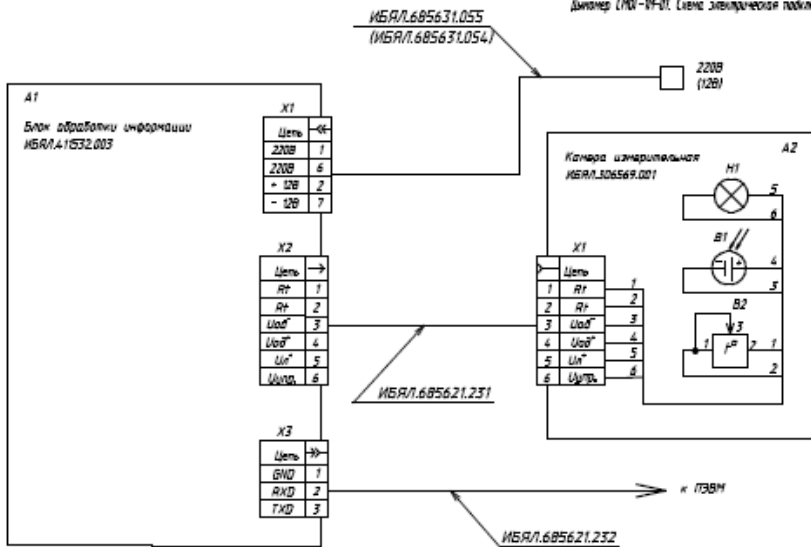 Дымомер СМОГ-1М-01. Схема электрическая подкл
ИБЯЛ.685631.055
(ИБЯЛ.685631.054)
220В
(12В)
А1
Блок обработки информации
ИБЯЛ.411532.003
Х1
Цепь
220В 1
220В 6
+ 12В 2
- 12В 7
Х2
Цепь
Rt 1
Rt 2
Uоб⁻ 3
Uоб⁺ 4
Uл⁺ 5
Uупр. 6
ИБЯЛ.685621.231
Х3
Цепь
GND 1
RXD 2
TXD 3
к ПЭВМ
ИБЯЛ.685621.232
А2
Камера измерительная
ИБЯЛ.306569.001
Х1
Цепь
1 Rt 1
2 Rt 2
3 Uоб⁻ 3
4 Uоб⁺ 4
5 Uл⁺ 5
6 Uупр. 6
Н1
5
6
В1
- +
4
3
В2
3
1 t° 2 1
2